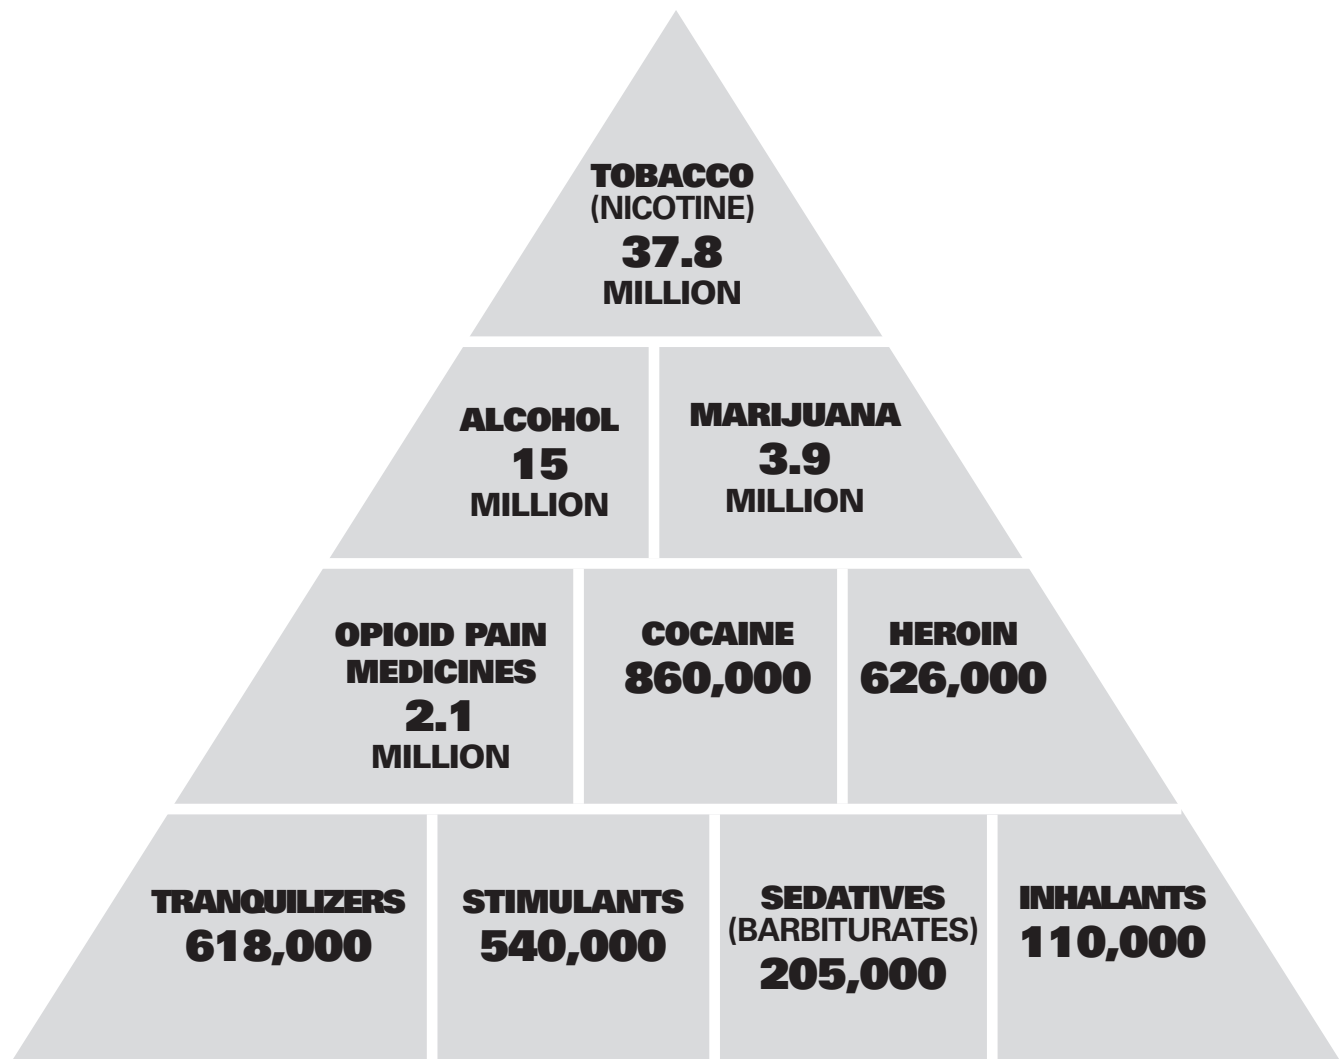 TOBACCO
(NICOTINE)
37.8
MILLION
ALCOHOL
15
MILLION
MARIJUANA
3.9
MILLION
OPIOID PAIN
MEDICINES
2.1
MILLION
COCAINE
860,000
HEROIN
626,000
TRANQUILIZERS
618,000
STIMULANTS
540,000
SEDATIVES
(BARBITURATES)
205,000
INHALANTS
110,000